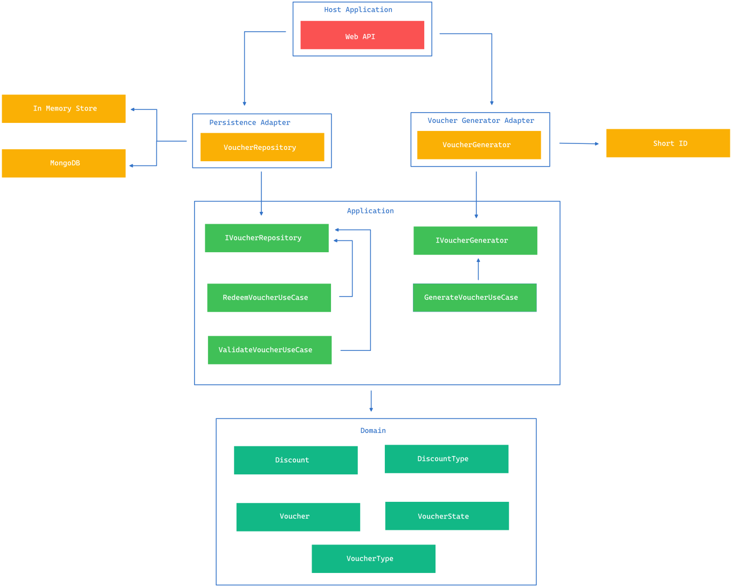 Host Application
Web API
Persistence Adapter
VoucherRepository
Voucher Generator Adapter
VoucherGenerator
In Memory Store
MongoDB
Short ID
Application
IVoucherRepository
IVoucherGenerator
RedeemVoucherUseCase
GenerateVoucherUseCase
ValidateVoucherUseCase
Domain
Discount
DiscountType
Voucher
VoucherState
VoucherType